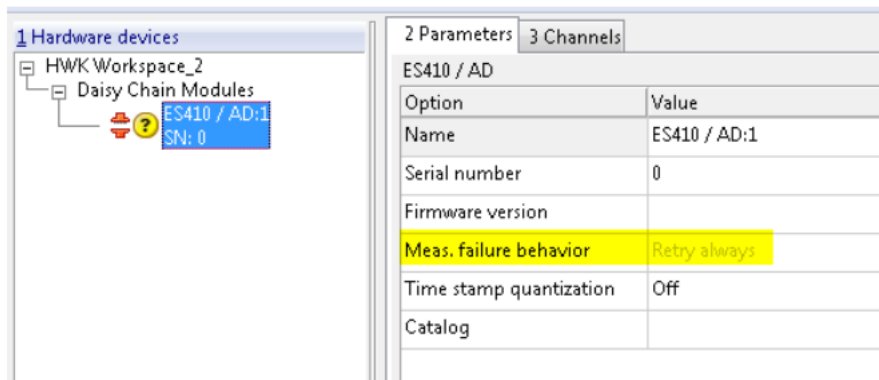 1 Hardware devices
HWK Workspace_2
Daisy Chain Modules
ES410 / AD:1
SN: 0
?
2 Parameters 3 Channels
ES410 / AD
Option Value
Name ES410 / AD:1
Serial number 0
Firmware version
Meas. failure behavior Retry always
Time stamp quantization Off
Catalog